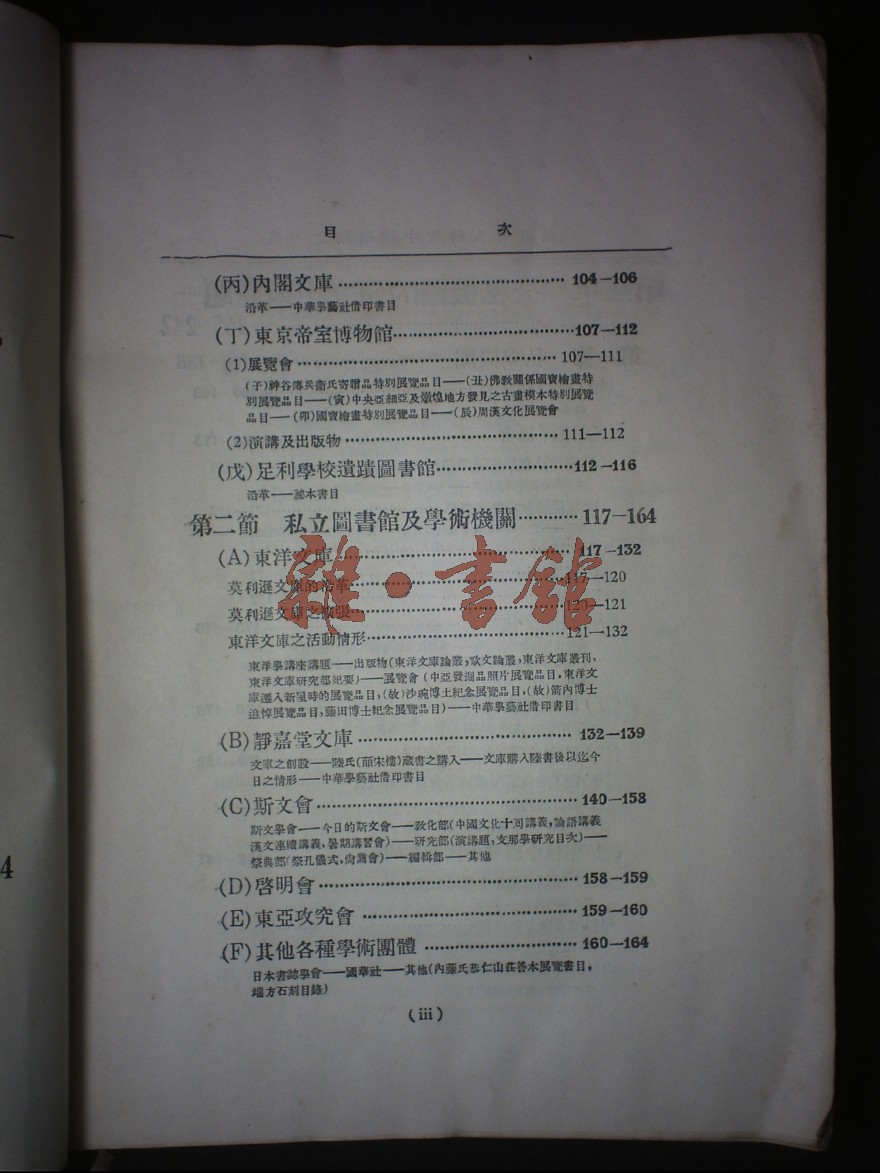 目次
(丙)內閣文庫 104—106
沿革——中華學藝社借印書目
(丁)東京帝室博物館 107—112
(1)展覽會 107—111
(子)神谷傳兵衞氏寄贈品特別展覽品目——(丑)佛教關係國寶繪畫特
別展覽品目——(寅)中央亞細亞及燉煌地方發見之古畫模本特別展覽
品目——(卯)國寶繪畫特別展覽品目——(辰)周漢文化展覽會
(2)演講及出版物 111—112
(戊)足利學校遺蹟圖書館 112—116
沿革——本書目
第二節 私立圖書館及學術機關 117—164
(A)東洋文庫 117—132
莫利遜文庫的沿革 117—120
莫利遜文庫之擴張 120—121
東洋文庫之活動情形 121—132
東洋學講座講題——出版物(東洋文庫論叢,歐文論叢,東洋文庫叢刊,
東洋文庫研究部紀要)——展覽會(中亞發掘品照片展覽品目,東洋文
庫遷入新屋時的展覽品目,(故)沙畹博士紀念展覽品目,(故)箭內博士
追悼展覽品目,藤田博士紀念展覽品目)——中華學藝社借印書目
(B)靜嘉堂文庫 132—139
文庫之創設——陸氏(皕宋樓)藏書之購入——文庫購入陸書後以迄今
日之情形——中華學藝社借印書目
(C)斯文會 140—158
斯文學會——今日的斯文會——教化部(中國文化十回講義,論語講義
漢文連續講義,暑期講習會)——研究部(演講題,支那學研究目次)——
祭典部(祭孔儀式,尙齒會)——編輯部——其他
(D)啓明會 158—159
(E)東亞攻究會 159—160
(F)其他各種學術團體 160—164
日本書誌學會——國華社——其他(內藤氏恭仁山莊善本展覽書目,
端方石刻目錄)
(iii)
雜·書館